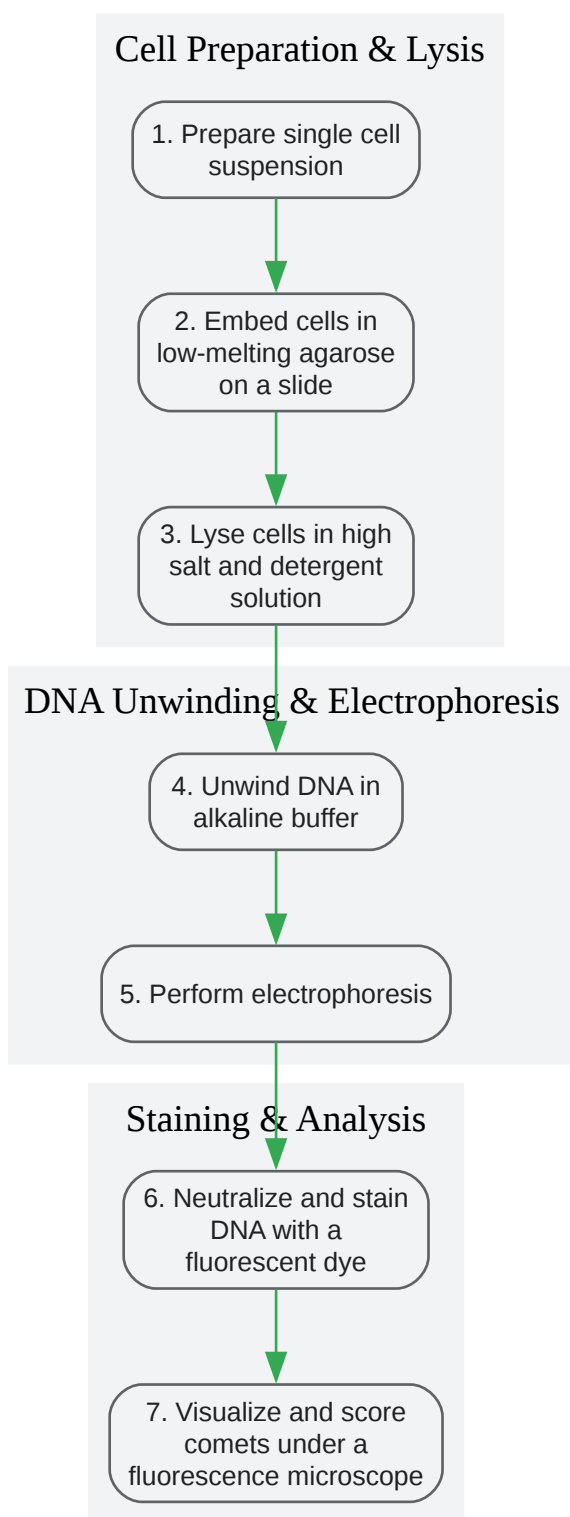 Cell Preparation & Lysis
1. Prepare single cell
suspension
2. Embed cells in
low-melting agarose
on a slide
3. Lyse cells in high
salt and detergent
solution
DNA Unwinding & Electrophoresis
4. Unwind DNA in
alkaline buffer
5. Perform electrophoresis
Staining & Analysis
6. Neutralize and stain
DNA with a
fluorescent dye
7. Visualize and score
comets under a
fluorescence microscope